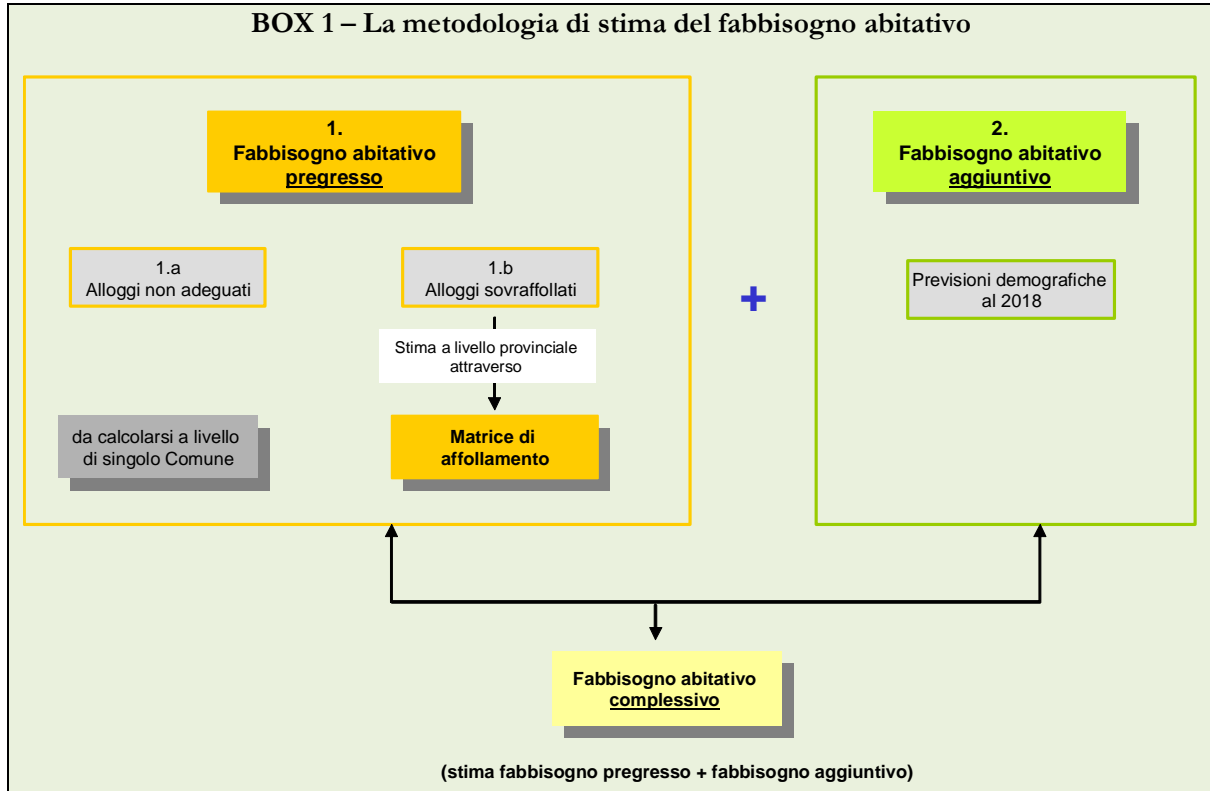 BOX 1 – La metodologia di stima del fabbisogno abitativo
1.
Fabbisogno abitativo
pregresso
2.
Fabbisogno abitativo
aggiuntivo
1.a
Alloggi non adeguati
1.b
Alloggi sovraffollati
+
Previsioni demografiche
al 2018
Stima a livello provinciale
attraverso
da calcolarsi a livello
di singolo Comune
Matrice di
affollamento
Fabbisogno abitativo
complessivo
(stima fabbisogno pregresso + fabbisogno aggiuntivo)